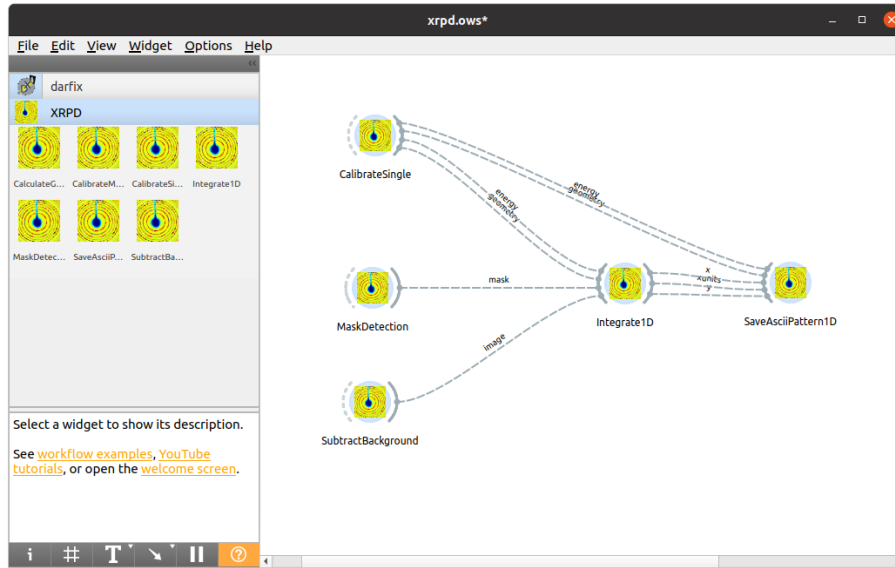 xrpd.ows*
File Edit View Widget Options Help
<<
darfix
XRPD
CalculateG... CalibrateM... CalibrateSi... Integrate1D
MaskDetec... SaveAsciiP... SubtractBa...
Select a widget to show its description.
See workflow examples, YouTube
tutorials, or open the welcome screen.
i # T ?
CalibrateSingle
energy
geometry
energy
geometry
mask
MaskDetection
image
SubtractBackground
Integrate1D
x
xunits
y
SaveAsciiPattern1D